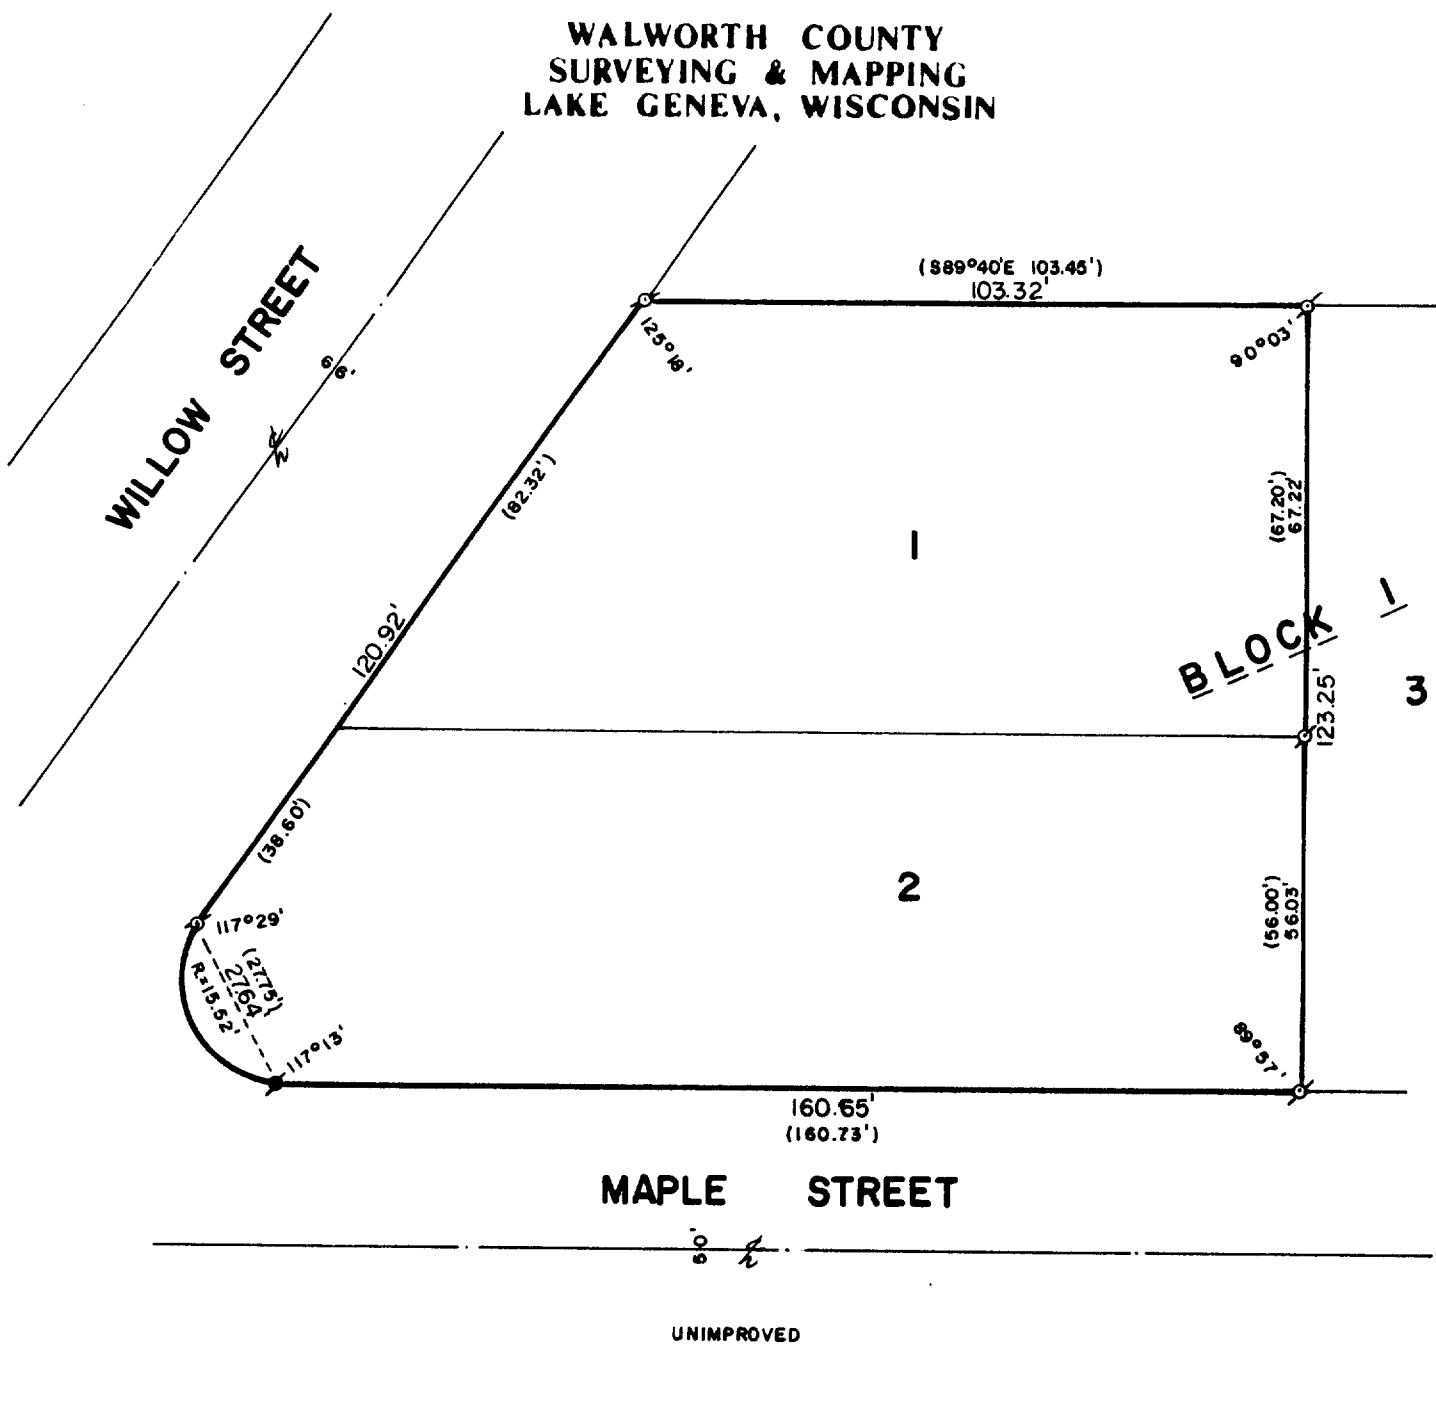 WALWORTH COUNTY
SURVEYING & MAPPING
LAKE GENEVA, WISCONSIN
WILLOW STREET
66'
(S89°40'E 103.45')
103.32'
125°18'
90°03'
(82.32')
(67.20')
67.22'
1
120.92'
BLOCK 1
123.25'
3
(38.60')
2
(56.00')
56.03'
117°29'
(27.75')
27.64'
R=15.52'
117°13'
89°57'
160.65'
(160.73')
MAPLE STREET
60'
UNIMPROVED